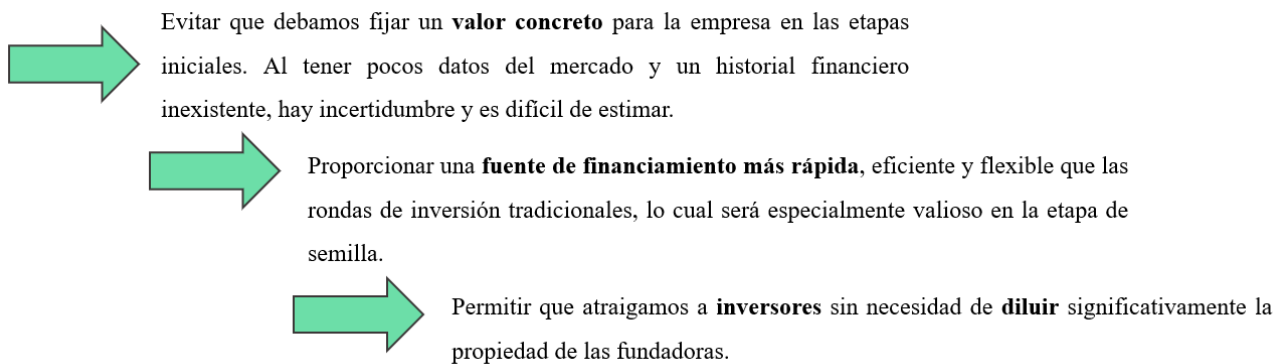 Evitar que debamos fijar un valor concreto para la empresa en las etapas
iniciales. Al tener pocos datos del mercado y un historial financiero
inexistente, hay incertidumbre y es difícil de estimar.
Proporcionar una fuente de financiamiento más rápida, eficiente y flexible que las
rondas de inversión tradicionales, lo cual será especialmente valioso en la etapa de
semilla.
Permitir que atraigamos a inversores sin necesidad de diluir significativamente la
propiedad de las fundadoras.